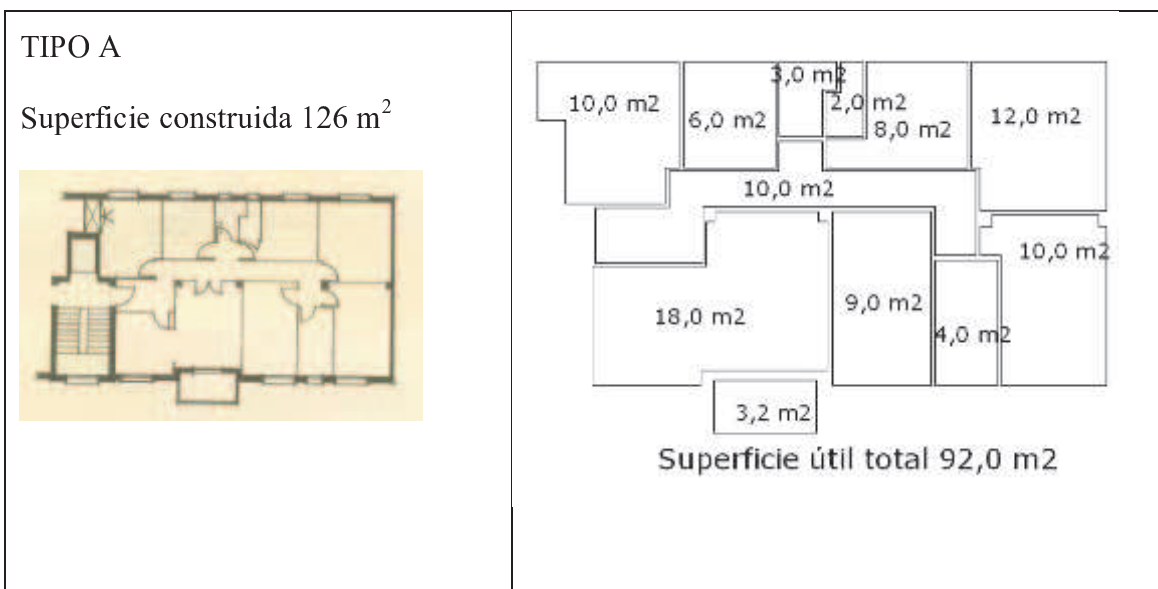 TIPO A
Superficie construida 126 m²
3,0 m2
10,0 m2
2,0 m2
6,0 m2
8,0 m2
12,0 m2
10,0 m2
10,0 m2
18,0 m2
9,0 m2
4,0 m2
3,2 m2
Superficie útil total 92,0 m2